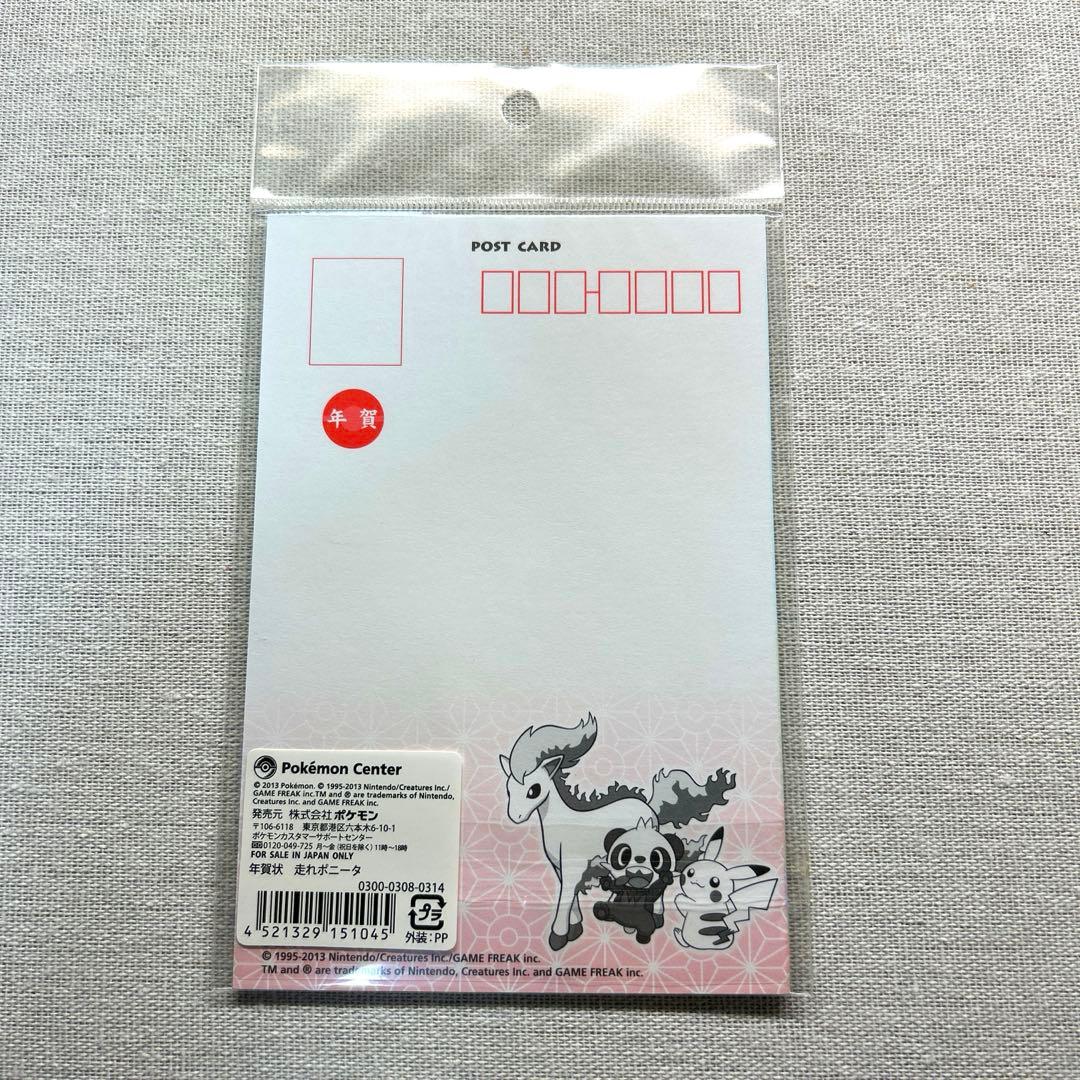 POST CARD
年賀
Pokémon Center
© 2013 Pokémon. © 1995-2013 Nintendo/Creatures Inc./
GAME FREAK inc.TM and ® are trademarks of Nintendo,
Creatures Inc. and GAME FREAK inc.
発売元 株式会社ポケモン
〒106-6118 東京都港区六本木6-10-1
ポケモンカスタマーサポートセンター
0120-049-725 月～金(祝日を除く)11時～18時
FOR SALE IN JAPAN ONLY
年賀状 走れポニータ
0300-0308-0314
4 521329 151045
プラ
外装:PP
© 1995-2013 Nintendo/Creatures Inc./GAME FREAK inc.
TM and ® are trademarks of Nintendo, Creatures Inc. and GAME FREAK inc.